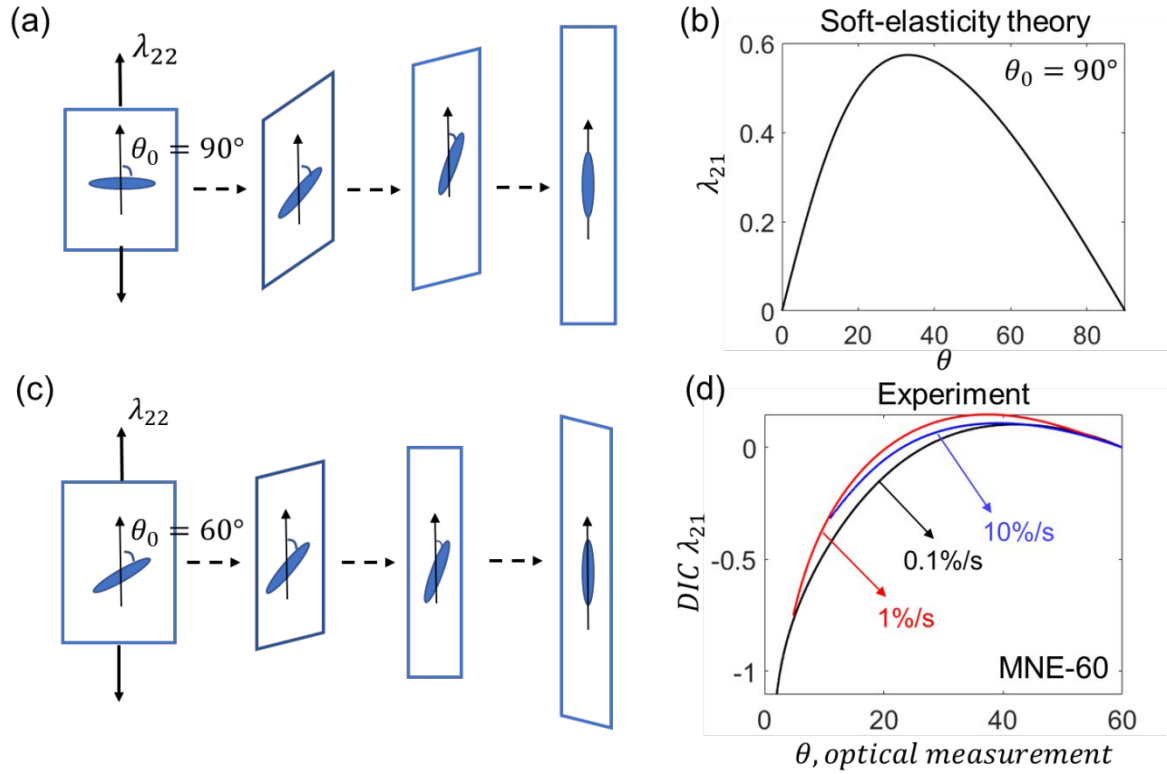 (a)
λ₂₂
θ₀ = 90°
(b)
Soft-elasticity theory
θ₀ = 90°
0.6
0.4
0.2
0
λ₂₁
0 20 40 60 80
θ
(c)
λ₂₂
θ₀ = 60°
(d)
Experiment
0
-0.5
-1
DIC λ₂₁
10%/s
0.1%/s
1%/s
MNE-60
0 20 40 60
θ, optical measurement